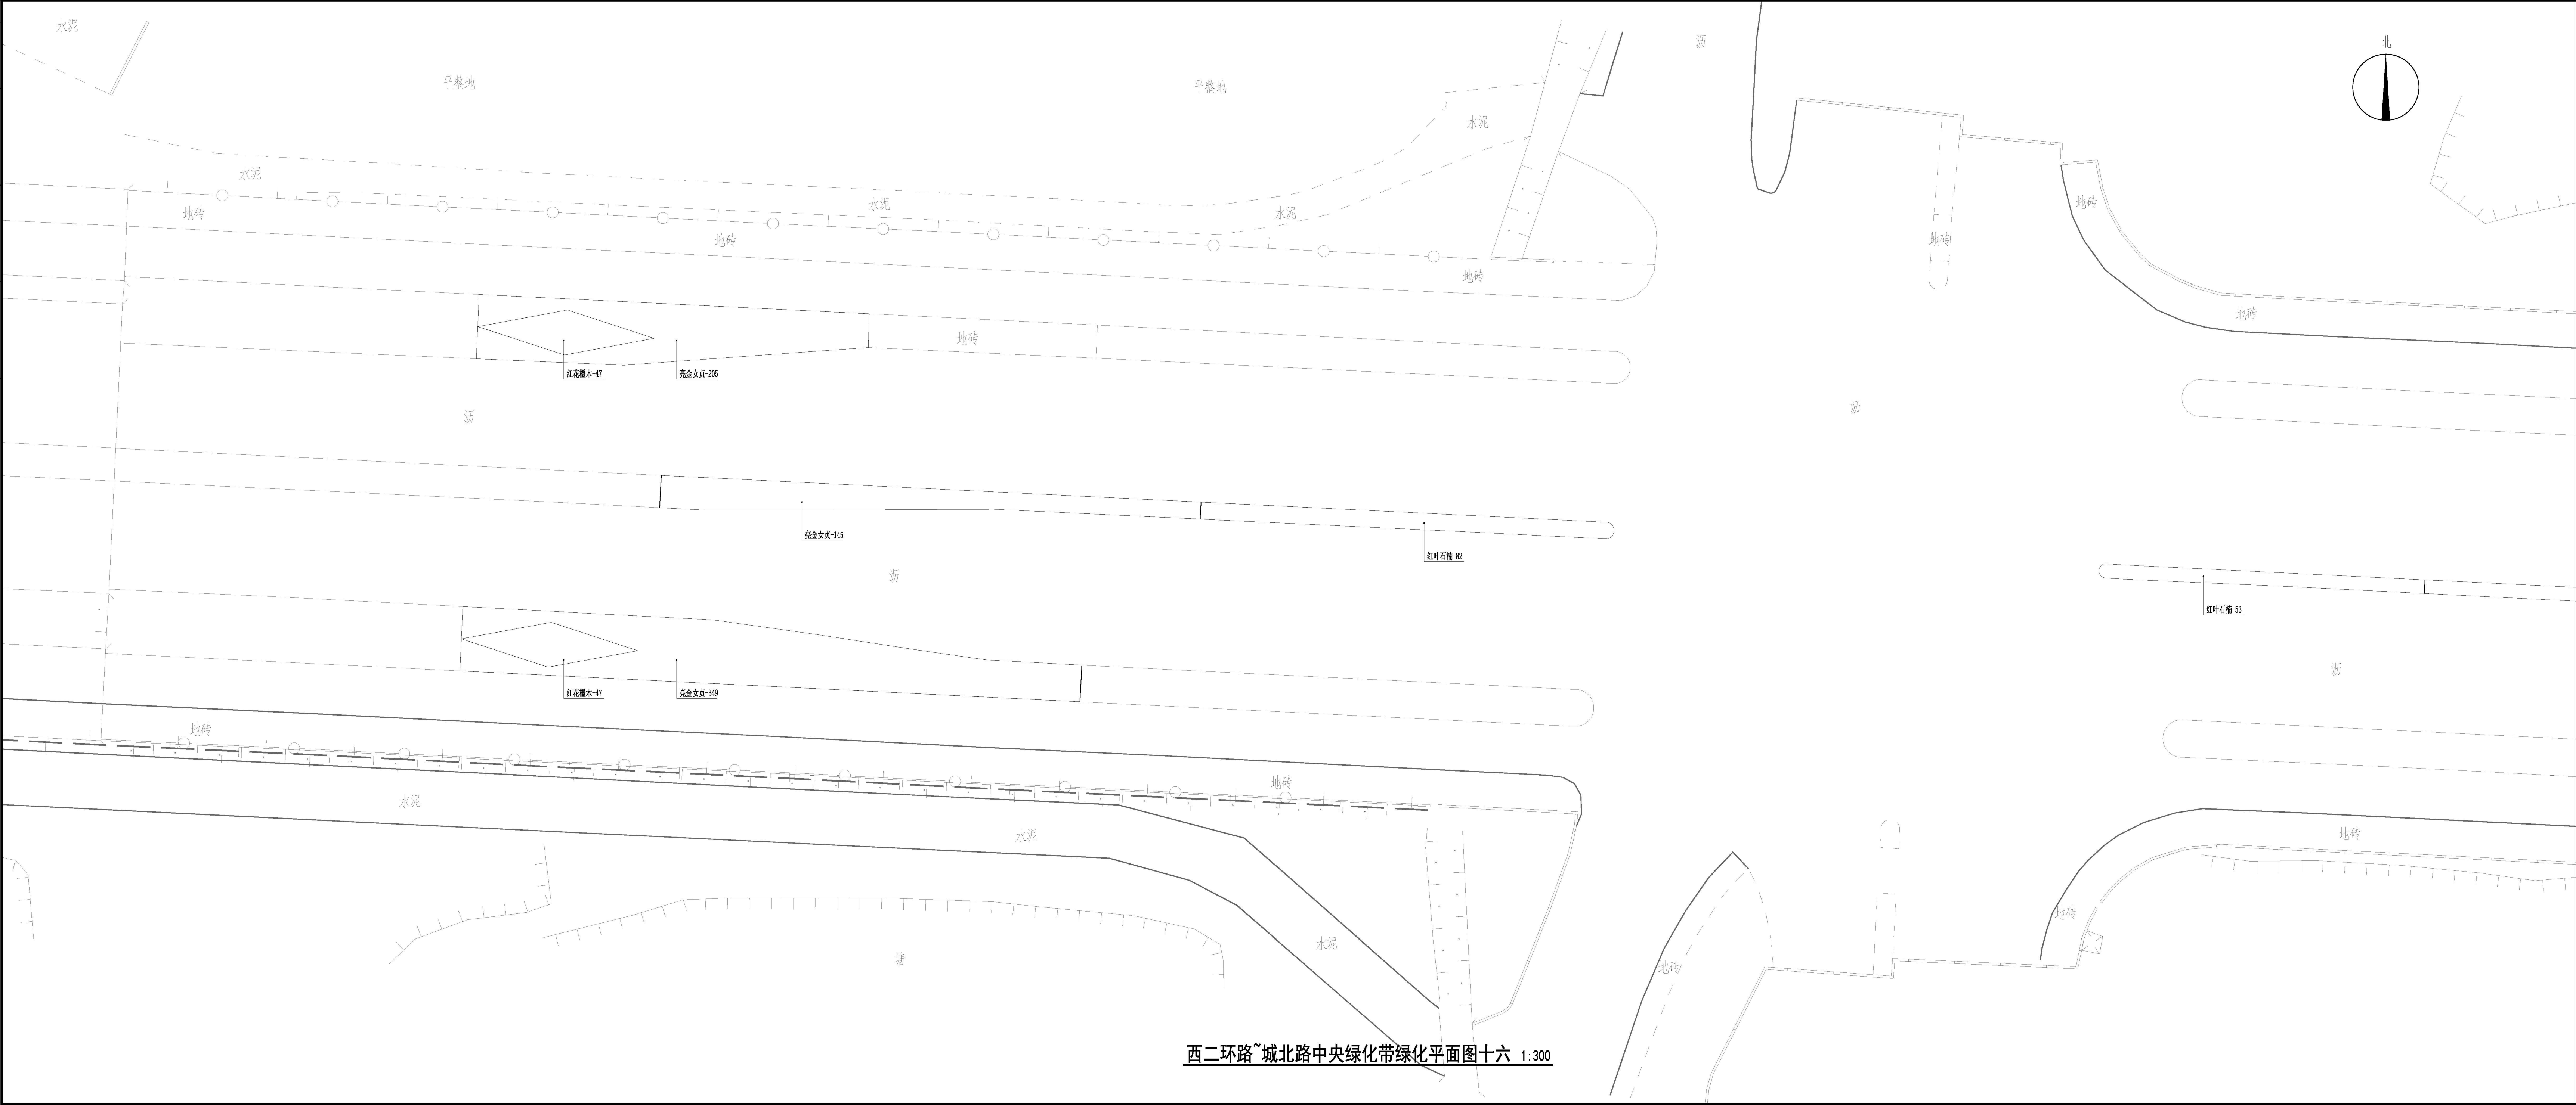 水泥
沥
北
平整地
平整地
水泥
水泥
地砖
水泥
地砖
水泥
地砖
地砖
地砖
地砖
地砖
地砖
红花檵木-47
亮金女贞-205
沥
沥
亮金女贞-105
红叶石楠-82
沥
红叶石楠-53
沥
红花檵木-47
亮金女贞-349
地砖
地砖
水泥
水泥
地砖
地砖
水泥
塘
地砖
西二环路~城北路中央绿化带绿化平面图十六 1:300